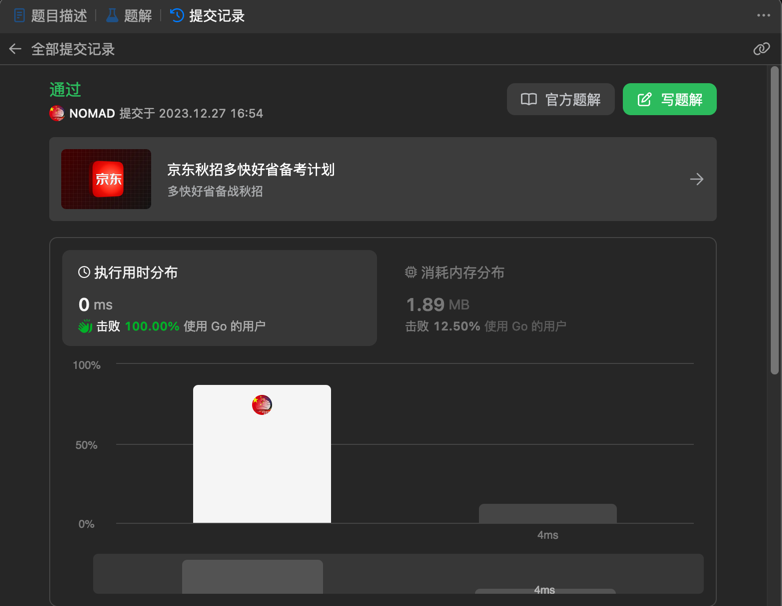 题目描述 题解 提交记录
全部提交记录
通过
NOMAD 提交于 2023.12.27 16:54
官方题解
写题解
京东
京东秋招多快好省备考计划
多快好省备战秋招
执行用时分布
0 ms
击败 100.00% 使用 Go 的用户
消耗内存分布
1.89 MB
击败 12.50% 使用 Go 的用户
100%
50%
0%
4ms
4ms